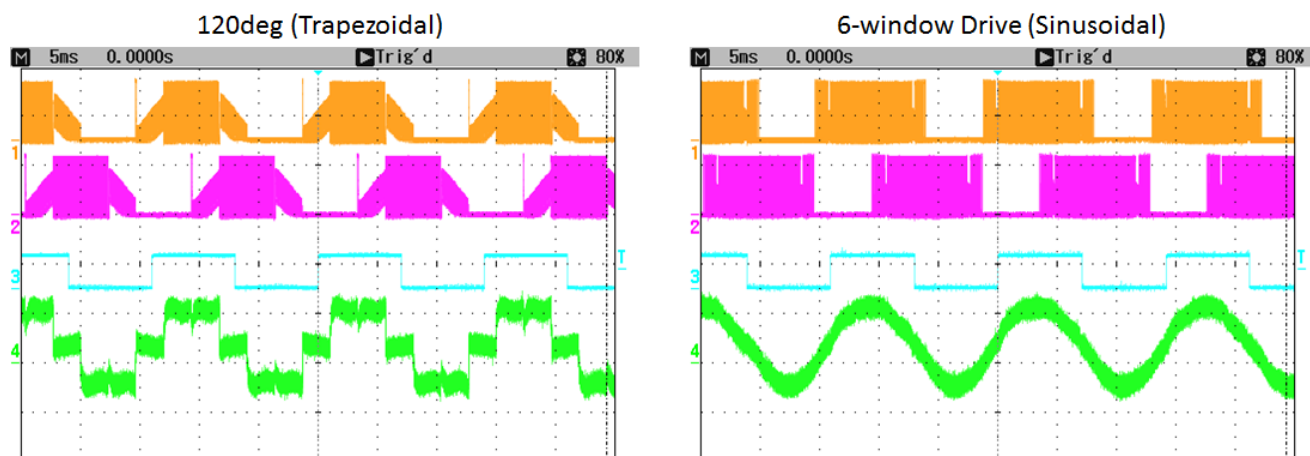 120deg (Trapezoidal)
M 5ms 0.0000s Trig'd 80%
1
2
3
T
4
6-window Drive (Sinusoidal)
M 5ms 0.0000s Trig'd 80%
1
2
3
T
4